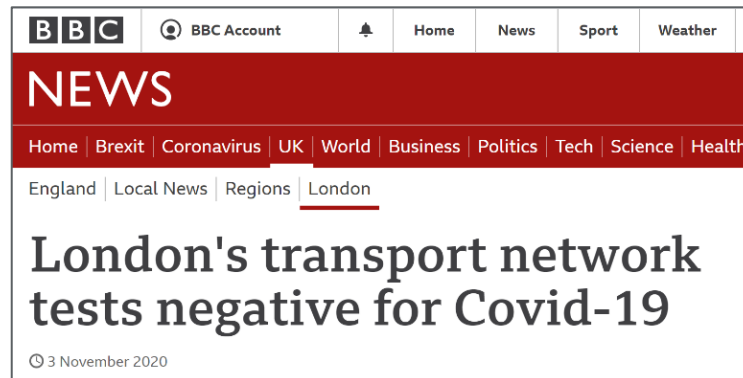 BBC BBC Account Home News Sport Weather
NEWS
Home Brexit Coronavirus UK World Business Politics Tech Science Health
England Local News Regions London
London's transport network
tests negative for Covid-19
3 November 2020